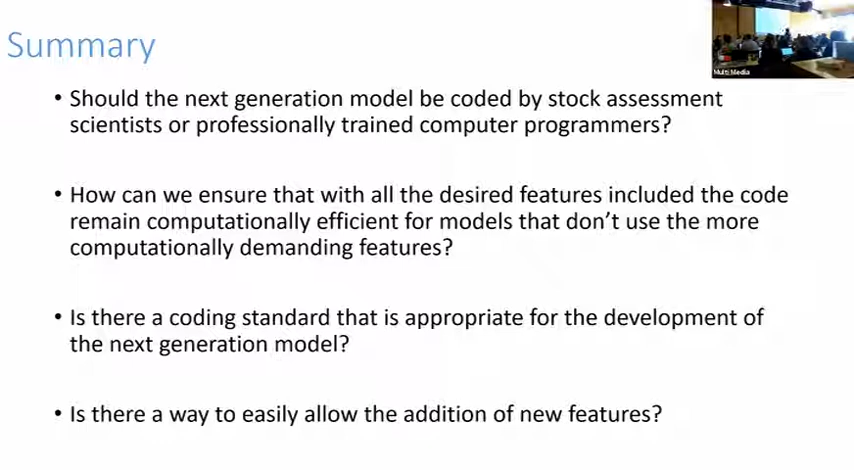 Summary
• Should the next generation model be coded by stock assessment
scientists or professionally trained computer programmers?
• How can we ensure that with all the desired features included the code
remain computationally efficient for models that don't use the more
computationally demanding features?
• Is there a coding standard that is appropriate for the development of
the next generation model?
• Is there a way to easily allow the addition of new features?
Multi Media